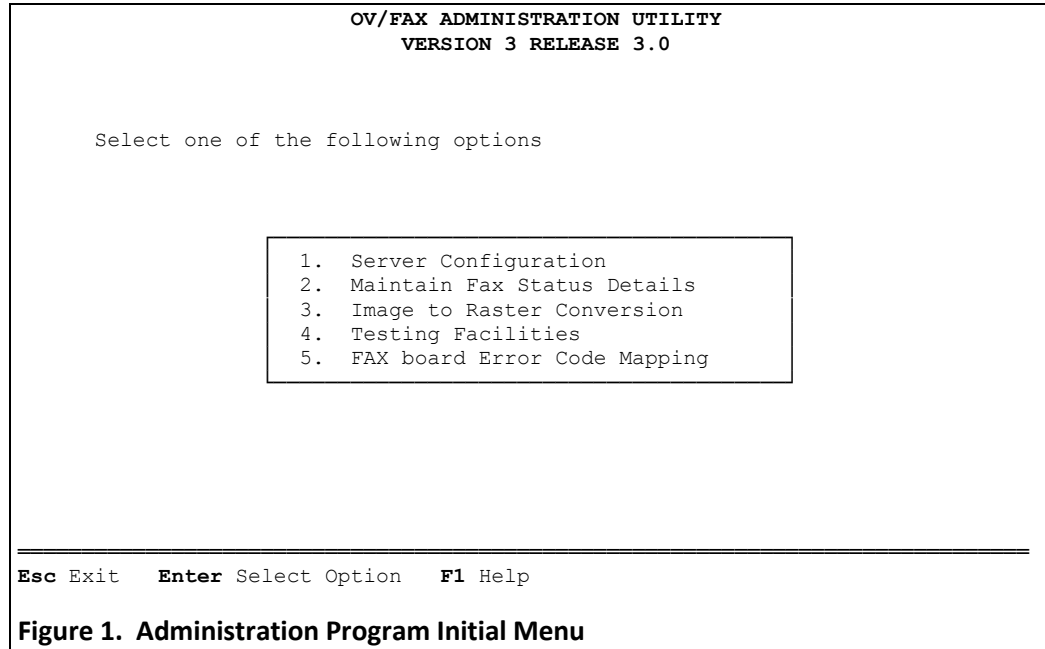 OV/FAX ADMINISTRATION UTILITY
VERSION 3 RELEASE 3.0
Select one of the following options
1. Server Configuration
2. Maintain Fax Status Details
3. Image to Raster Conversion
4. Testing Facilities
5. FAX board Error Code Mapping
Esc Exit Enter Select Option F1 Help
Figure 1. Administration Program Initial Menu